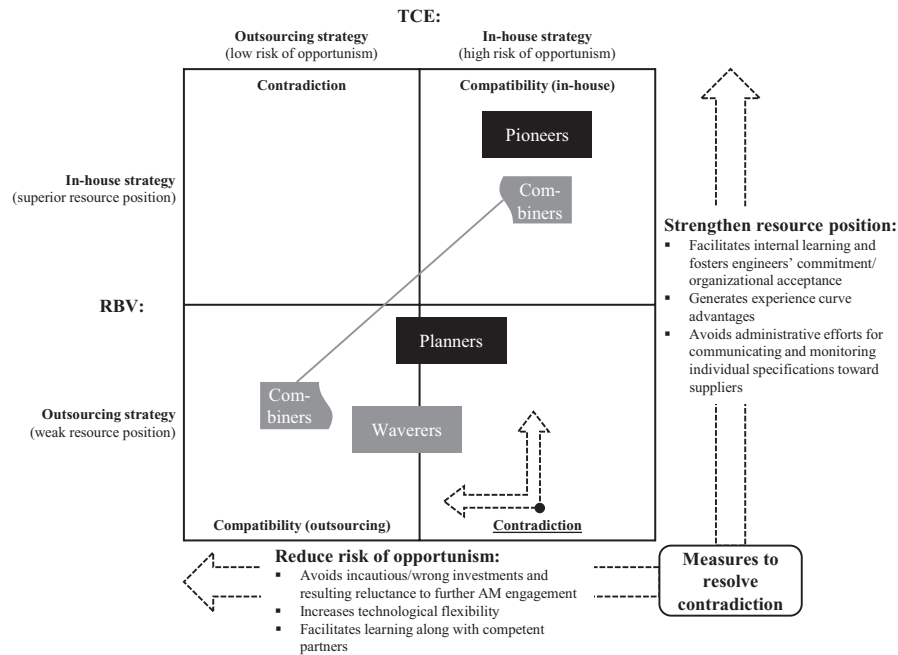 TCE:
Outsourcing strategy
(low risk of opportunism)
In-house strategy
(high risk of opportunism)
Contradiction
Compatibility (in-house)
Pioneers
Com-
biners
In-house strategy
(superior resource position)
Strengthen resource position:
▪ Facilitates internal learning and
fosters engineers’ commitment/
organizational acceptance
▪ Generates experience curve
advantages
▪ Avoids administrative efforts for
communicating and monitoring
individual specifications toward
suppliers
RBV:
Planners
Com-
biners
Waverers
Outsourcing strategy
(weak resource position)
Compatibility (outsourcing)
Contradiction
Reduce risk of opportunism:
▪ Avoids incautious/wrong investments and
resulting reluctance to further AM engagement
▪ Increases technological flexibility
▪ Facilitates learning along with competent
partners
Measures to
resolve
contradiction